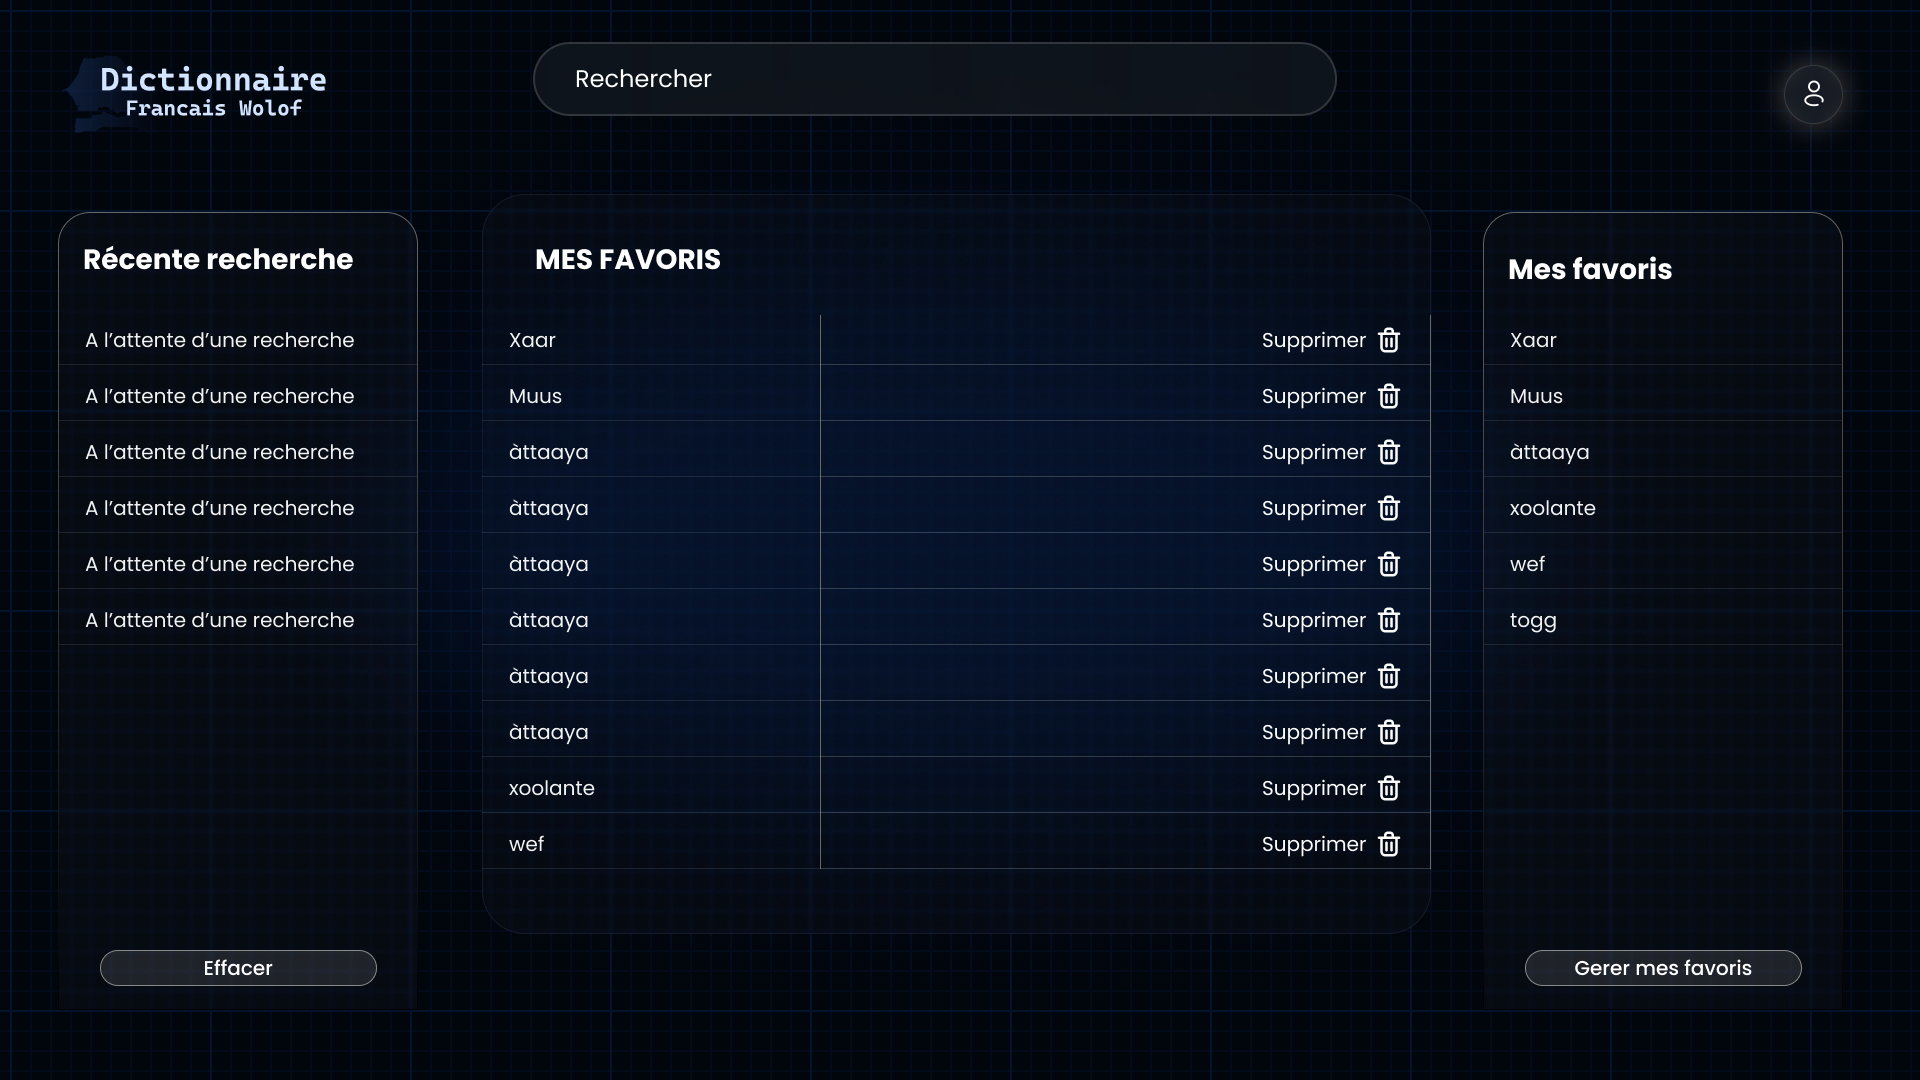 Dictionnaire
Francais Wolof
Rechercher
Récente recherche
A l’attente d’une recherche
A l’attente d’une recherche
A l’attente d’une recherche
A l’attente d’une recherche
A l’attente d’une recherche
A l’attente d’une recherche
Effacer
MES FAVORIS
Xaar Supprimer
Muus Supprimer
àttaaya Supprimer
àttaaya Supprimer
àttaaya Supprimer
àttaaya Supprimer
àttaaya Supprimer
àttaaya Supprimer
xoolante Supprimer
wef Supprimer
Mes favoris
Xaar
Muus
àttaaya
xoolante
wef
togg
Gerer mes favoris